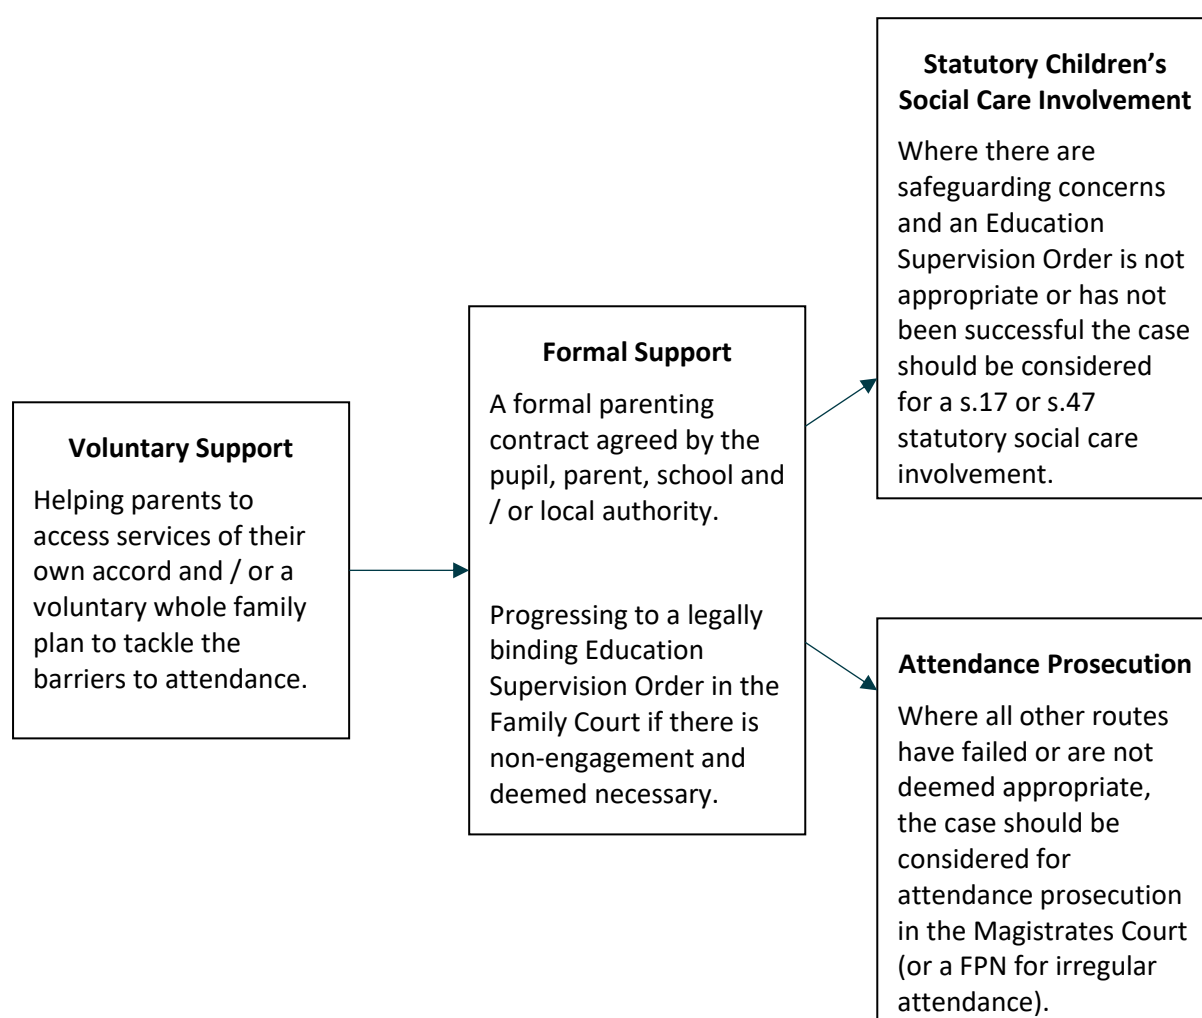 Voluntary Support
Helping parents to
access services of their
own accord and / or a
voluntary whole family
plan to tackle the
barriers to attendance.
Formal Support
A formal parenting
contract agreed by the
pupil, parent, school and
/ or local authority.
Progressing to a legally
binding Education
Supervision Order in the
Family Court if there is
non-engagement and
deemed necessary.
Statutory Children’s
Social Care Involvement
Where there are
safeguarding concerns
and an Education
Supervision Order is not
appropriate or has not
been successful the case
should be considered
for a s.17 or s.47
statutory social care
involvement.
Attendance Prosecution
Where all other routes
have failed or are not
deemed appropriate,
the case should be
considered for
attendance prosecution
in the Magistrates Court
(or a FPN for irregular
attendance).